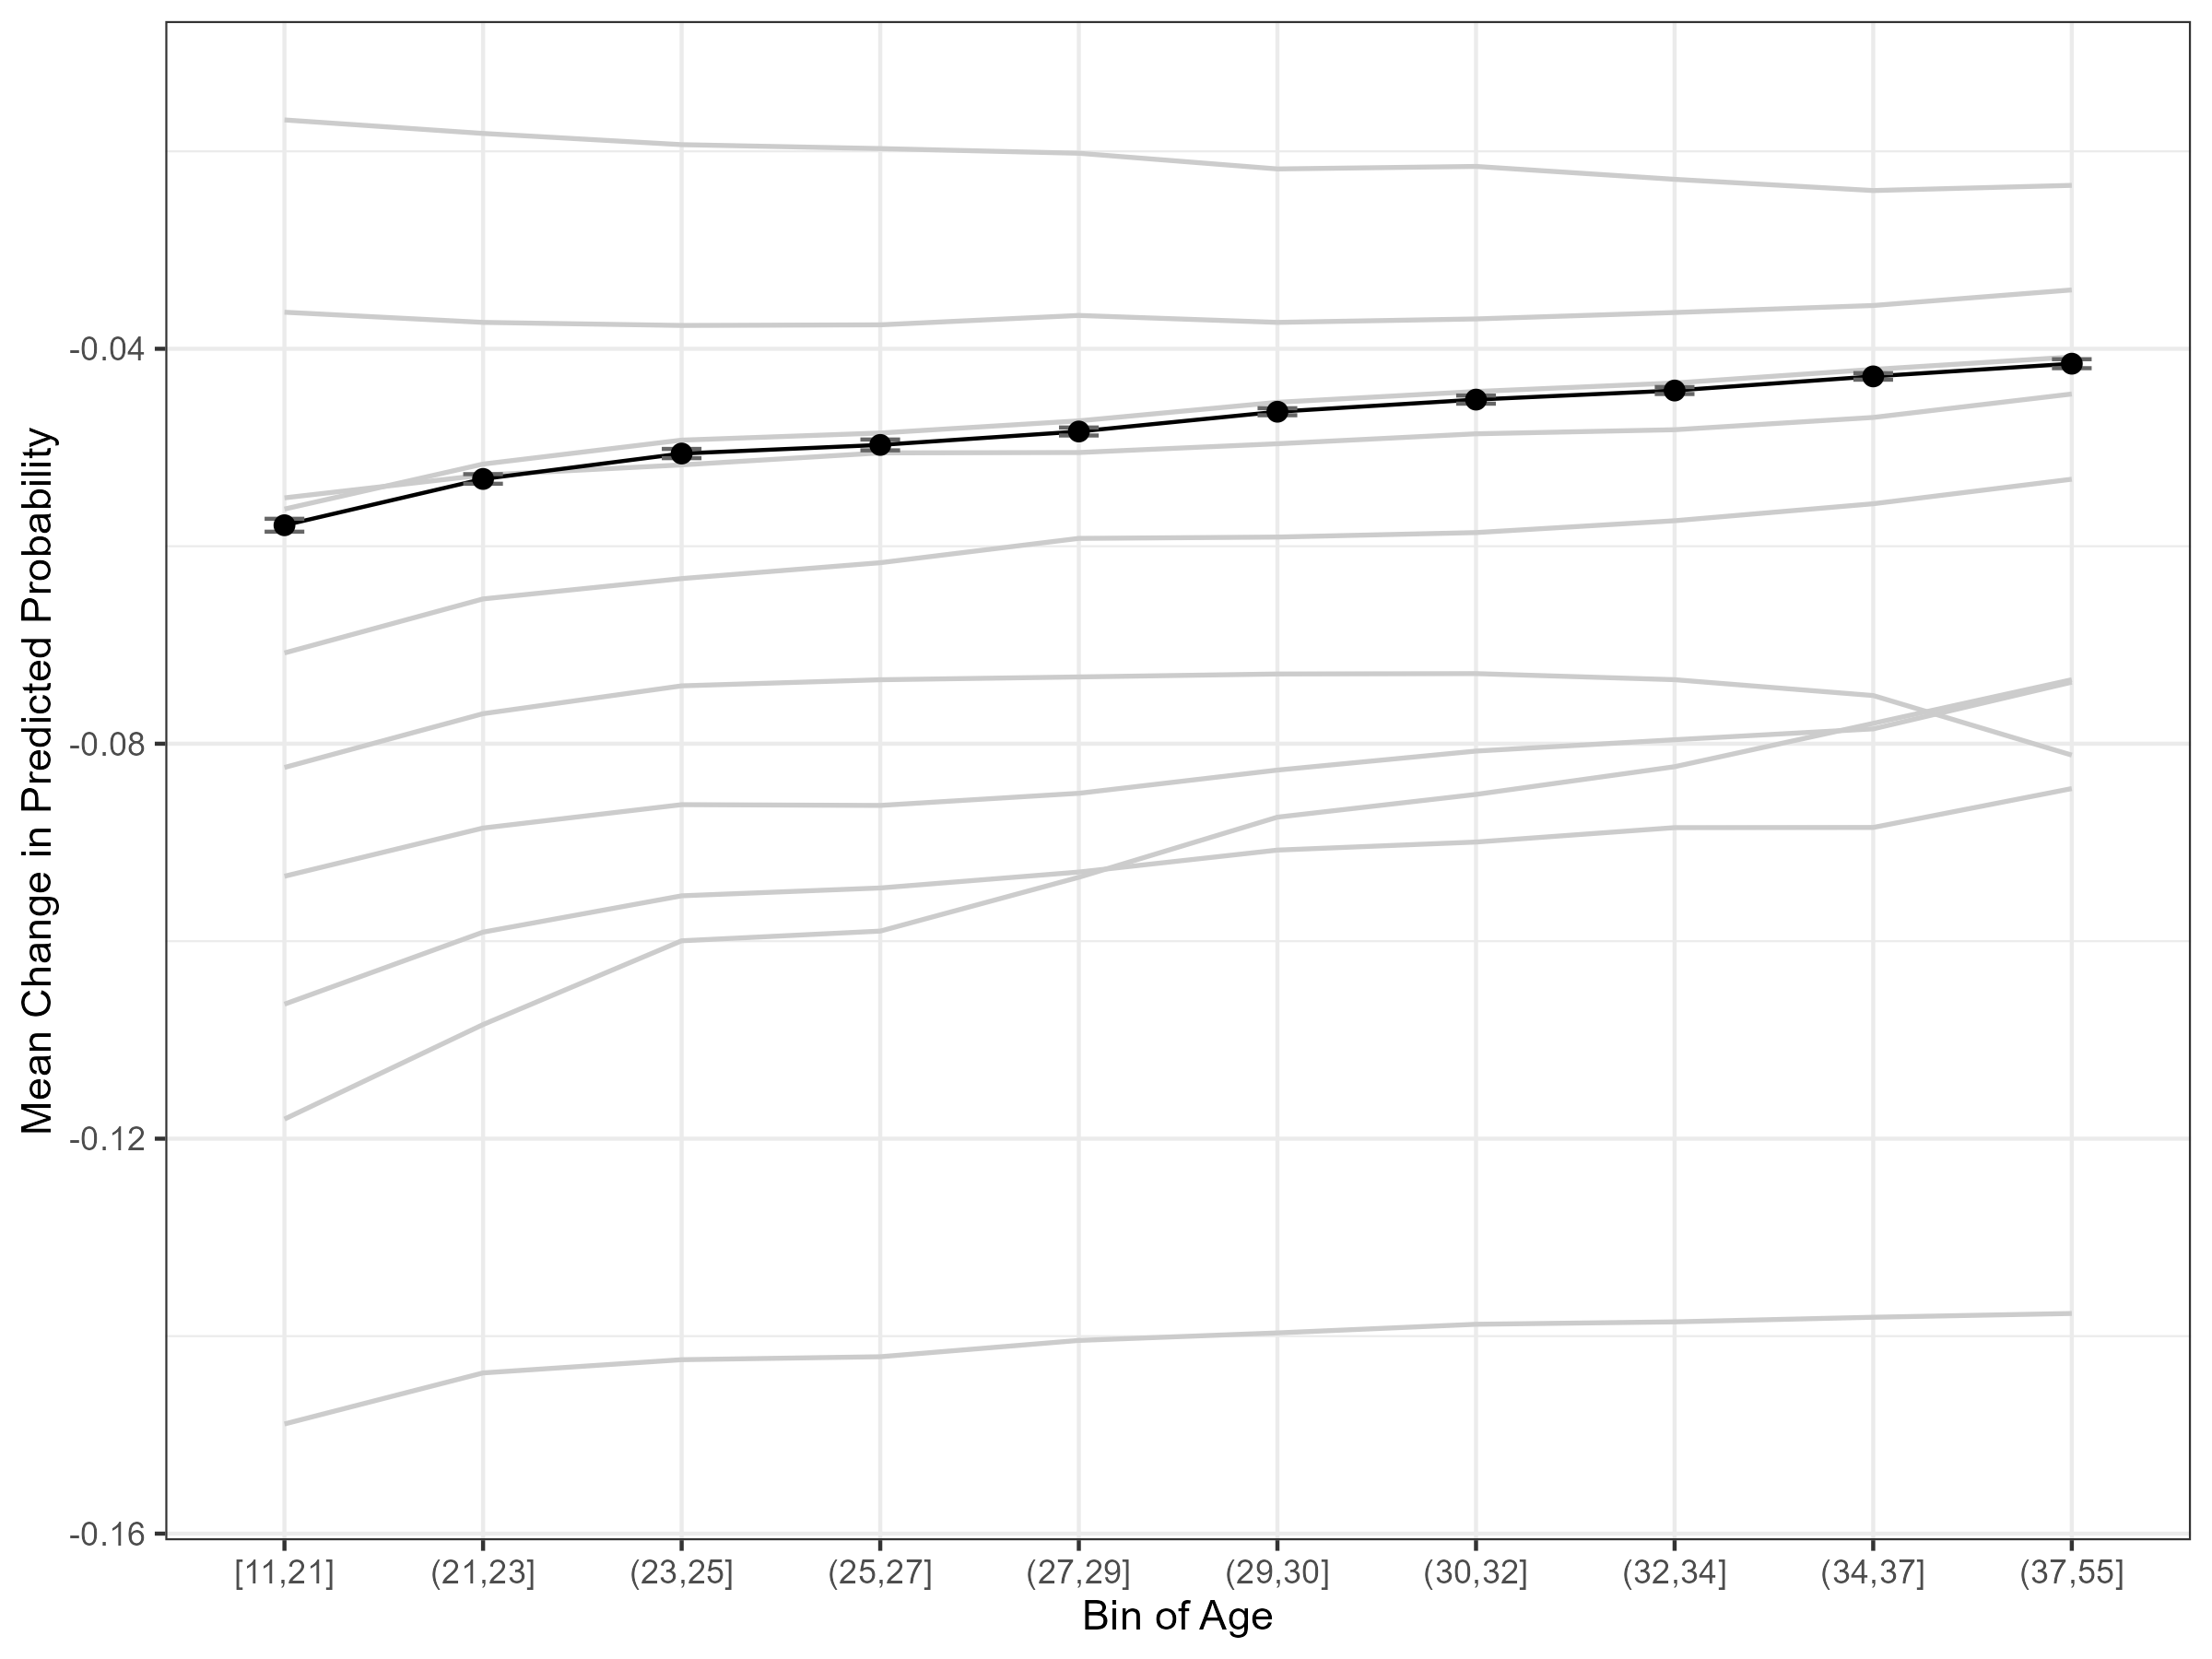 Mean Change in Predicted Probability
-0.04
-0.08
-0.12
-0.16
[11,21] (21,23] (23,25] (25,27] (27,29] (29,30] (30,32] (32,34] (34,37] (37,55]
Bin of Age